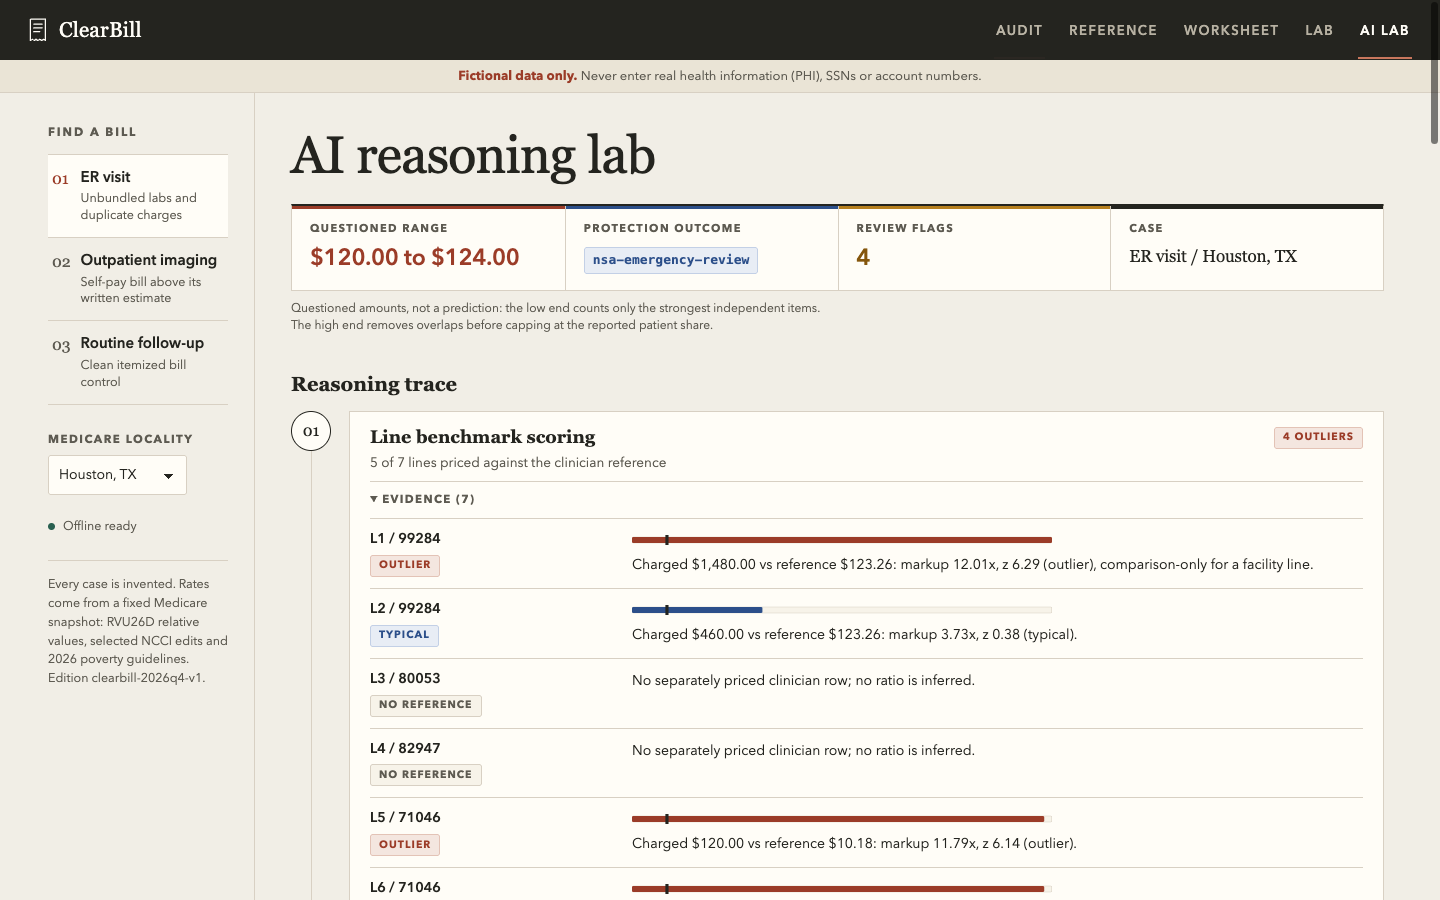 ClearBill
AUDIT
REFERENCE
WORKSHEET
LAB
AI LAB
Fictional data only. Never enter real health information (PHI), SSNs or account numbers.
FIND A BILL
01
ER visit
Unbundled labs and
duplicate charges
02
Outpatient imaging
Self-pay bill above its
written estimate
03
Routine follow-up
Clean itemized bill
control
MEDICARE LOCALITY
Houston, TX
Offline ready
Every case is invented. Rates
come from a fixed Medicare
snapshot: RVU26D relative
values, selected NCCI edits and
2026 poverty guidelines.
Edition clearbill-2026q4-v1.
AI reasoning lab
QUESTIONED RANGE
$120.00 to $124.00
PROTECTION OUTCOME
nsa-emergency-review
REVIEW FLAGS
4
CASE
ER visit / Houston, TX
Questioned amounts, not a prediction: the low end counts only the strongest independent items.
The high end removes overlaps before capping at the reported patient share.
Reasoning trace
01
Line benchmark scoring
4 OUTLIERS
5 of 7 lines priced against the clinician reference
EVIDENCE (7)
L1 / 99284
OUTLIER
Charged $1,480.00 vs reference $123.26: markup 12.01x, z 6.29 (outlier), comparison-only for a facility line.
L2 / 99284
TYPICAL
Charged $460.00 vs reference $123.26: markup 3.73x, z 0.38 (typical).
L3 / 80053
NO REFERENCE
No separately priced clinician row; no ratio is inferred.
L4 / 82947
NO REFERENCE
No separately priced clinician row; no ratio is inferred.
L5 / 71046
OUTLIER
Charged $120.00 vs reference $10.18: markup 11.79x, z 6.14 (outlier).
L6 / 71046